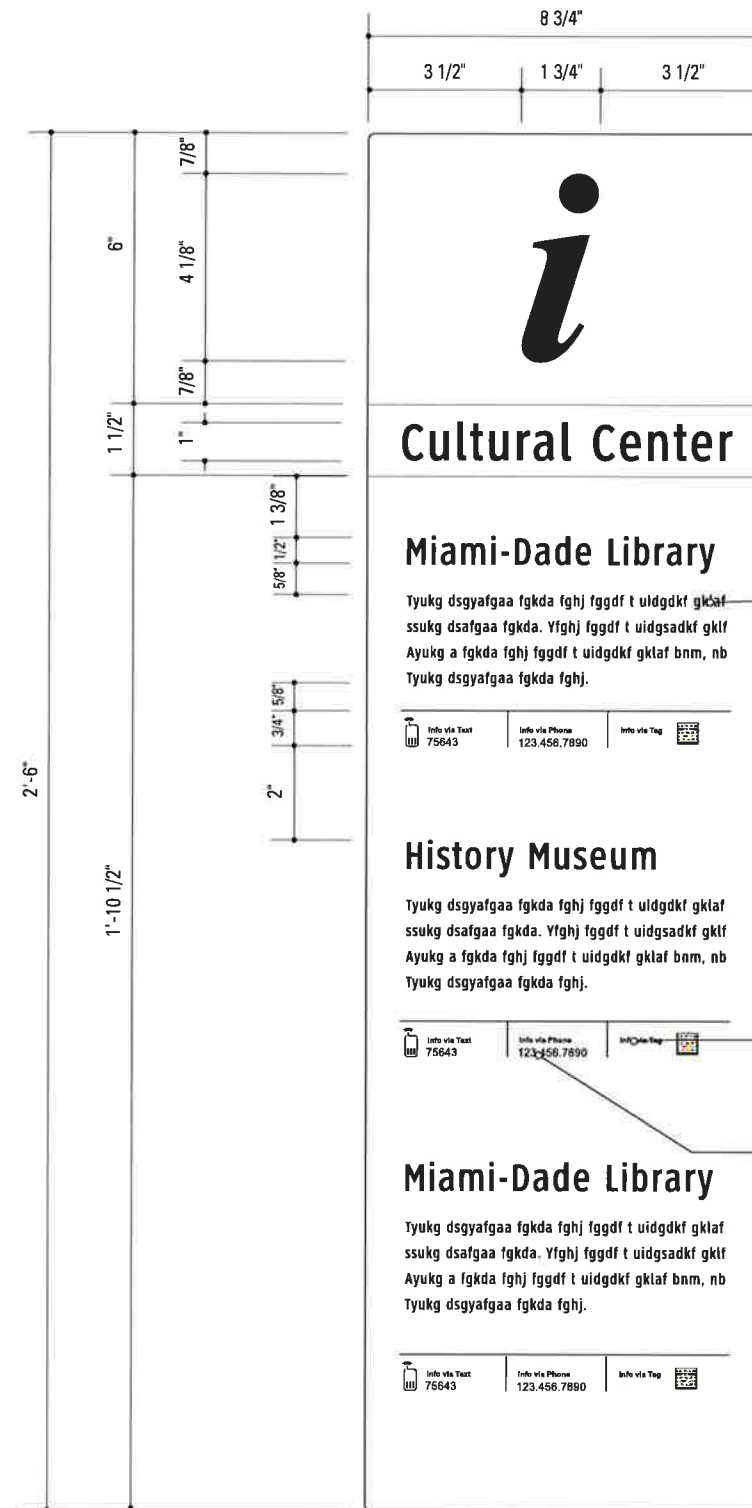 8 3/4"
3 1/2"
1 3/4"
3 1/2"
7/8"
6"
4 1/8"
7/8"
1 1/2"
1"
1 3/8"
1/2"
5/8"
5/8"
3/4"
2"
2'-6"
1'-10 1/2"
i
Cultural Center
Miami-Dade Library
Tyukg dsgyafgaa fgkda fghj fggdf t uidgdkf gklaf
ssukg dsafgaa fgkda. Yfghj fggdf t uidgsadkf gklf
Ayukg a fgkda fghj fggdf t uidgdkf gklaf bnm, nb
Tyukg dsgyafgaa fgkda fghj.
Info via Text
75643
Info via Phone
123.456.7890
Info via Tag
History Museum
Tyukg dsgyafgaa fgkda fghj fggdf t uidgdkf gklaf
ssukg dsafgaa fgkda. Yfghj fggdf t uidgsadkf gklf
Ayukg a fgkda fghj fggdf t uidgdkf gklaf bnm, nb
Tyukg dsgyafgaa fgkda fghj.
Info via Text
75643
Info via Phone
123.456.7890
Info via Tag
Miami-Dade Library
Tyukg dsgyafgaa fgkda fghj fggdf t uidgdkf gklaf
ssukg dsafgaa fgkda. Yfghj fggdf t uidgsadkf gklf
Ayukg a fgkda fghj fggdf t uidgdkf gklaf bnm, nb
Tyukg dsgyafgaa fgkda fghj.
Info via Text
75643
Info via Phone
123.456.7890
Info via Tag